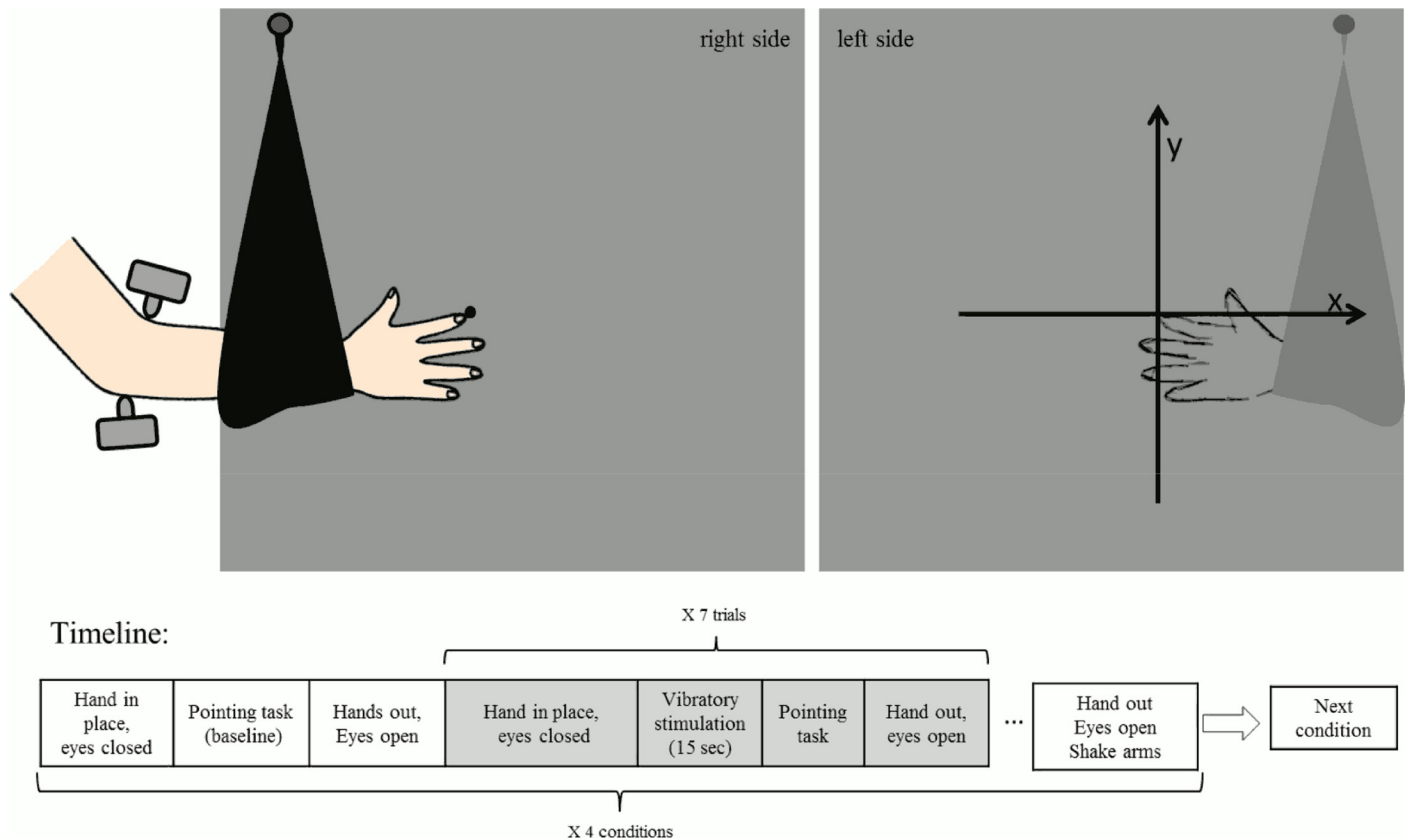 right side
left side
y
x
X 7 trials
Timeline:
Hand in
place,
eyes closed
Pointing task
(baseline)
Hands out,
Eyes open
Hand in place,
eyes closed
Vibratory
stimulation
(15 sec)
Pointing
task
Hand out,
eyes open
...
Hand out
Eyes open
Shake arms
Next
condition
X 4 conditions